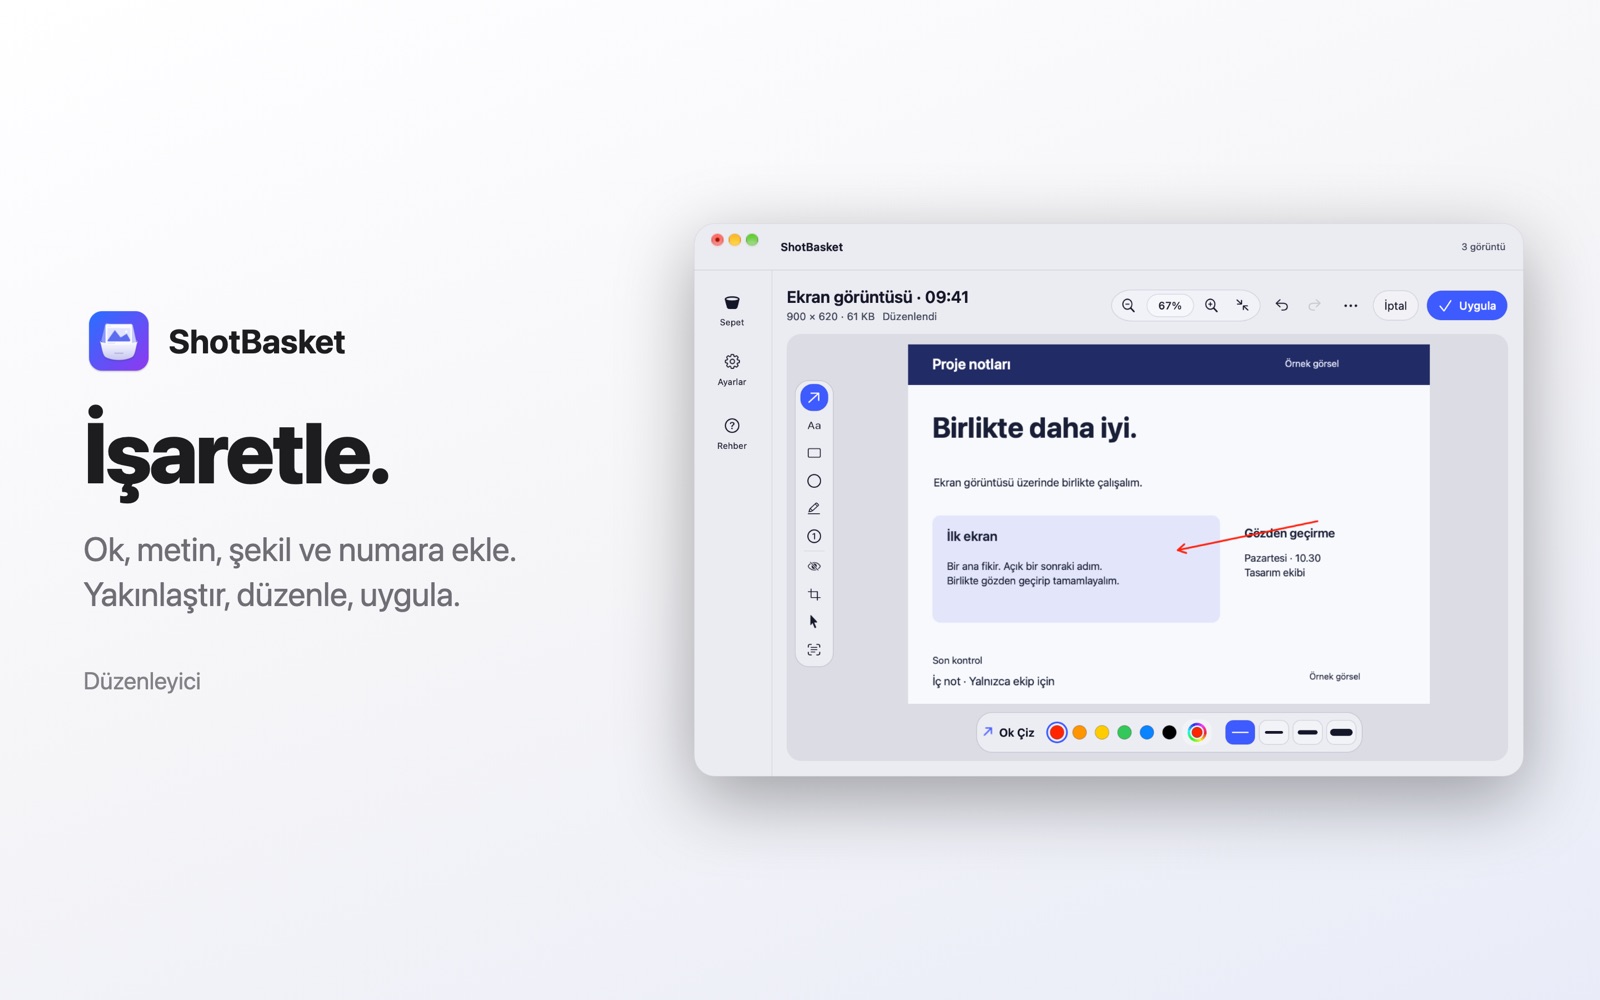 ShotBasket
İşaretle.
Ok, metin, şekil ve numara ekle.
Yakınlaştır, düzenle, uygula.
Düzenleyici
ShotBasket
3 görüntü
Sepet
Ayarlar
Rehber
Ekran görüntüsü · 09:41
900 × 620 · 61 KB Düzenlendi
67%
İptal
Uygula
Aa
1
Proje notları
Örnek görsel
Birlikte daha iyi.
Ekran görüntüsü üzerinde birlikte çalışalım.
İlk ekran
Bir ana fikir. Açık bir sonraki adım.
Birlikte gözden geçirip tamamlayalım.
Gözden geçirme
Pazartesi · 10.30
Tasarım ekibi
Son kontrol
İç not · Yalnızca ekip için
Örnek görsel
Ok Çiz